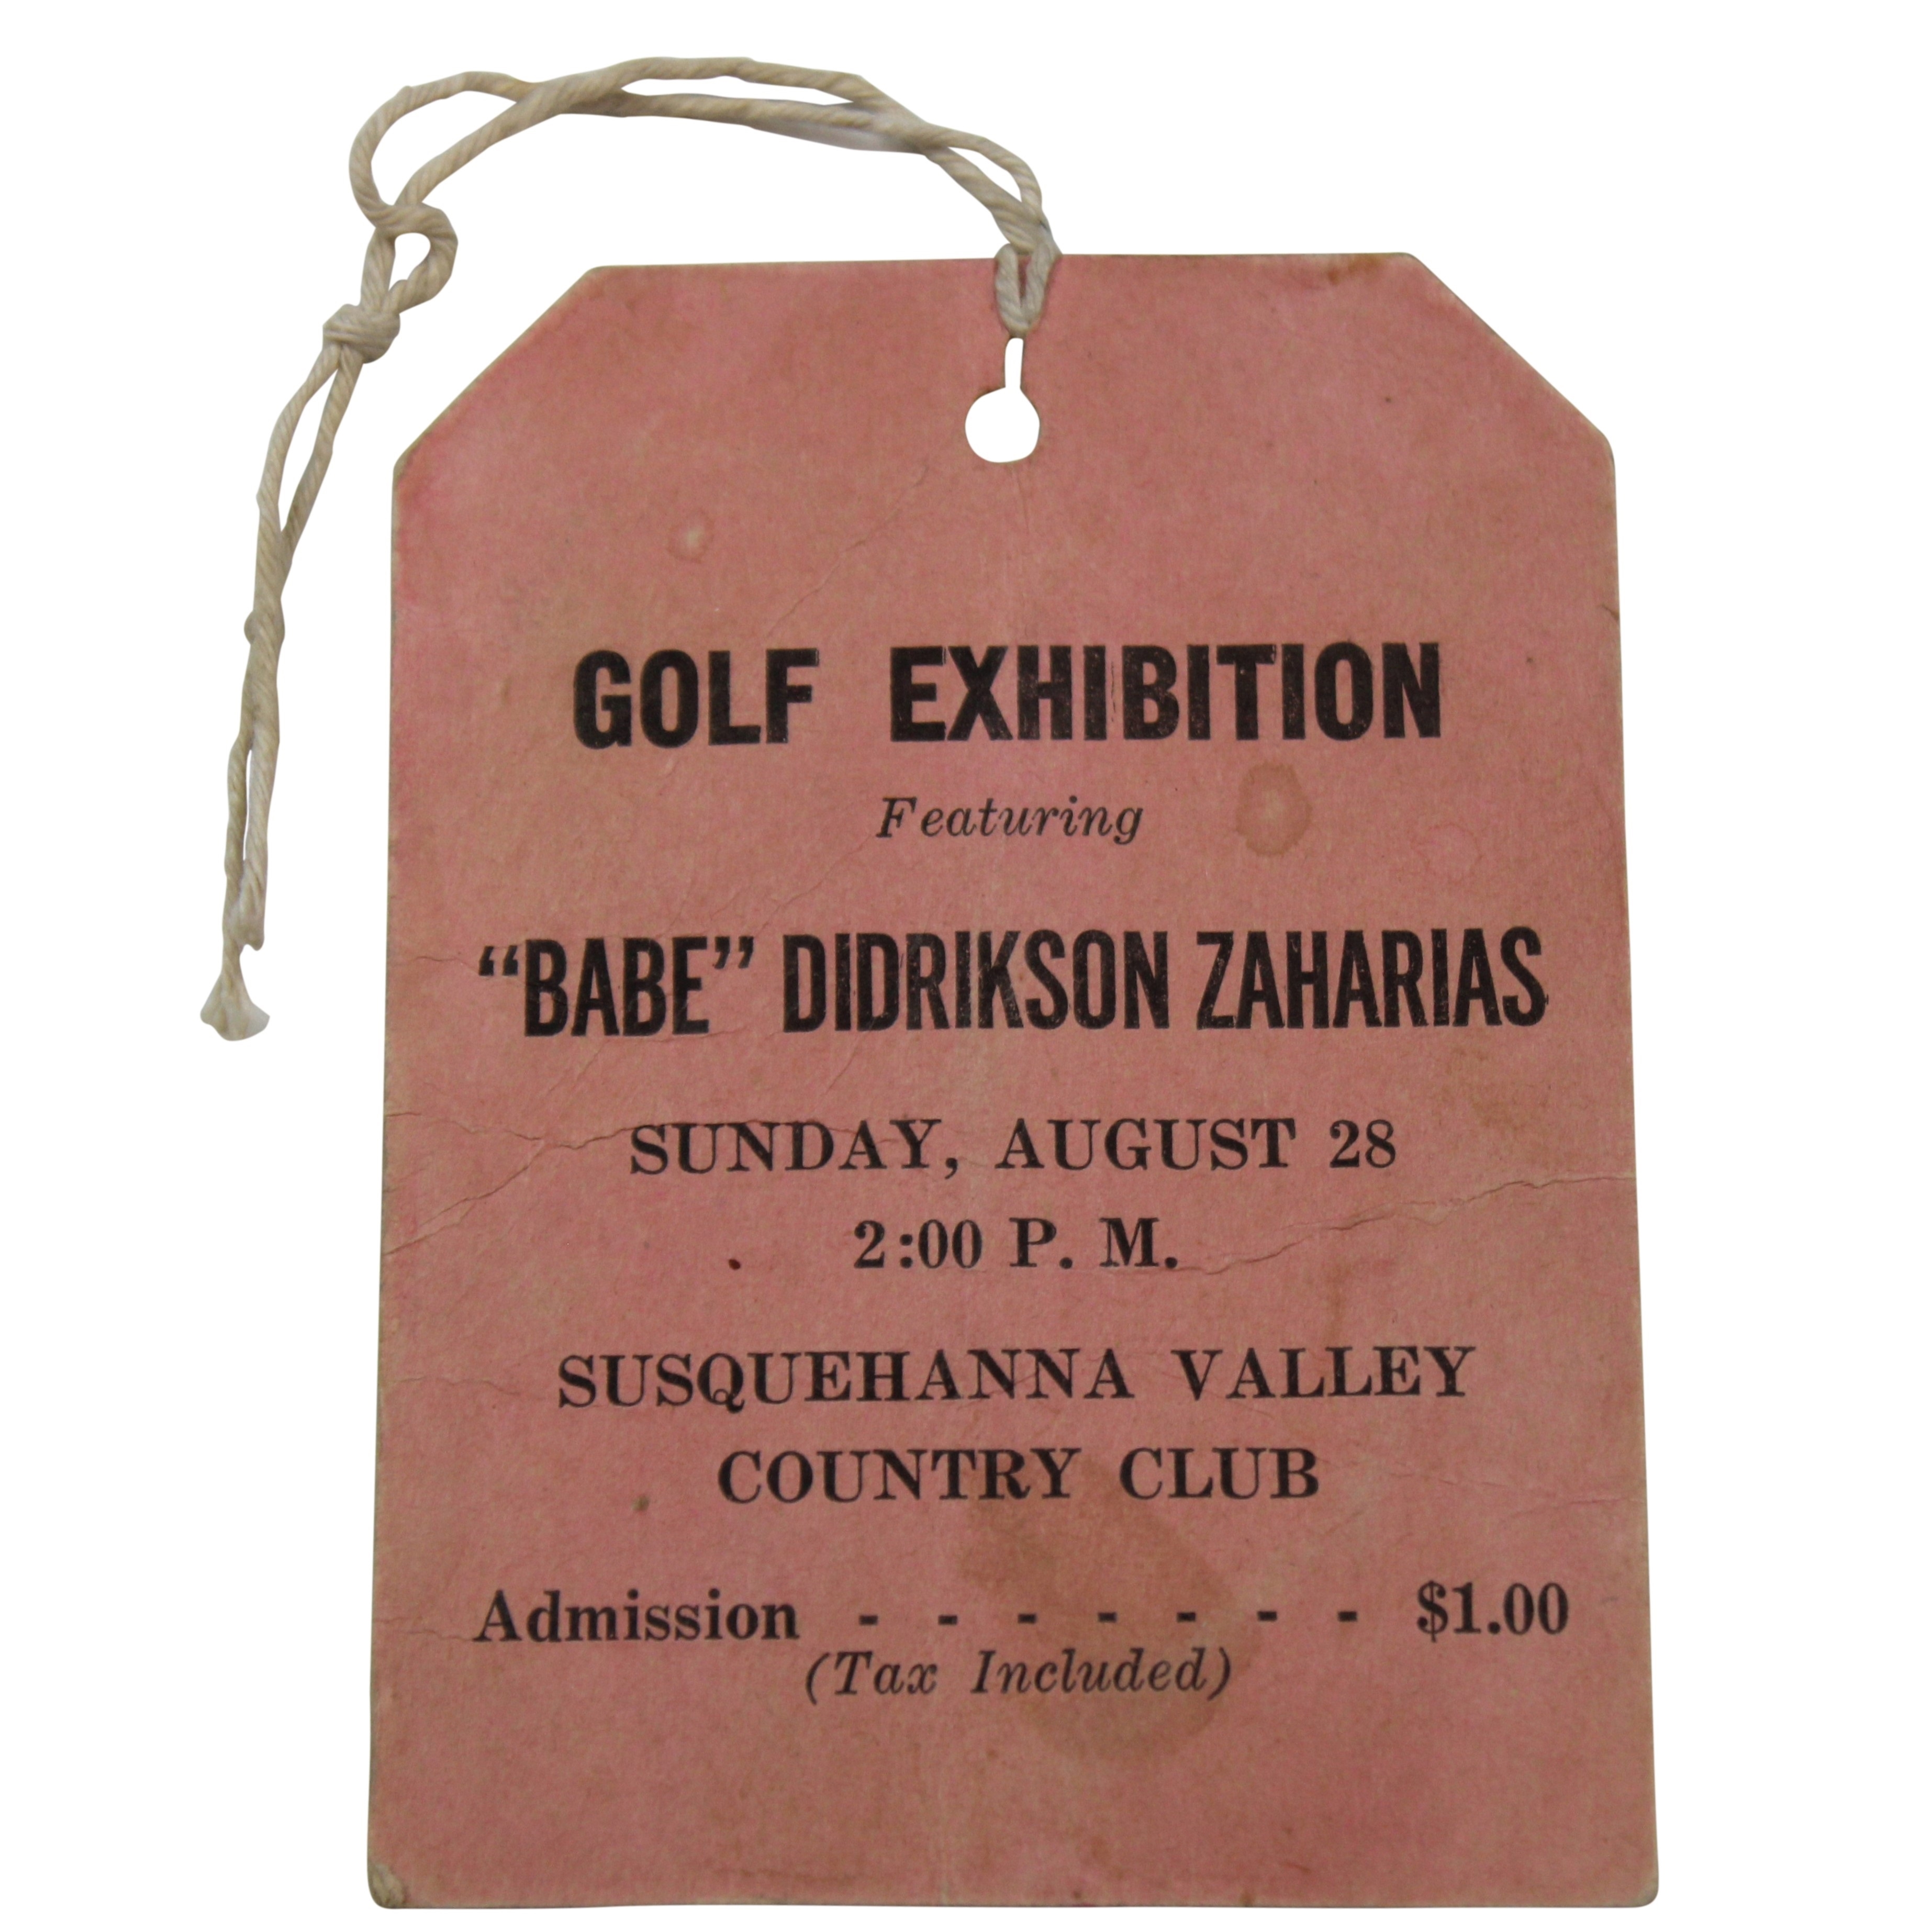 GOLF EXHIBITION
Featuring
“BABE” DIDRIKSON ZAHARIAS
SUNDAY, AUGUST 28
2:00 P. M.
SUSQUEHANNA VALLEY
COUNTRY CLUB
Admission - - - - - - - $1.00
(Tax Included)